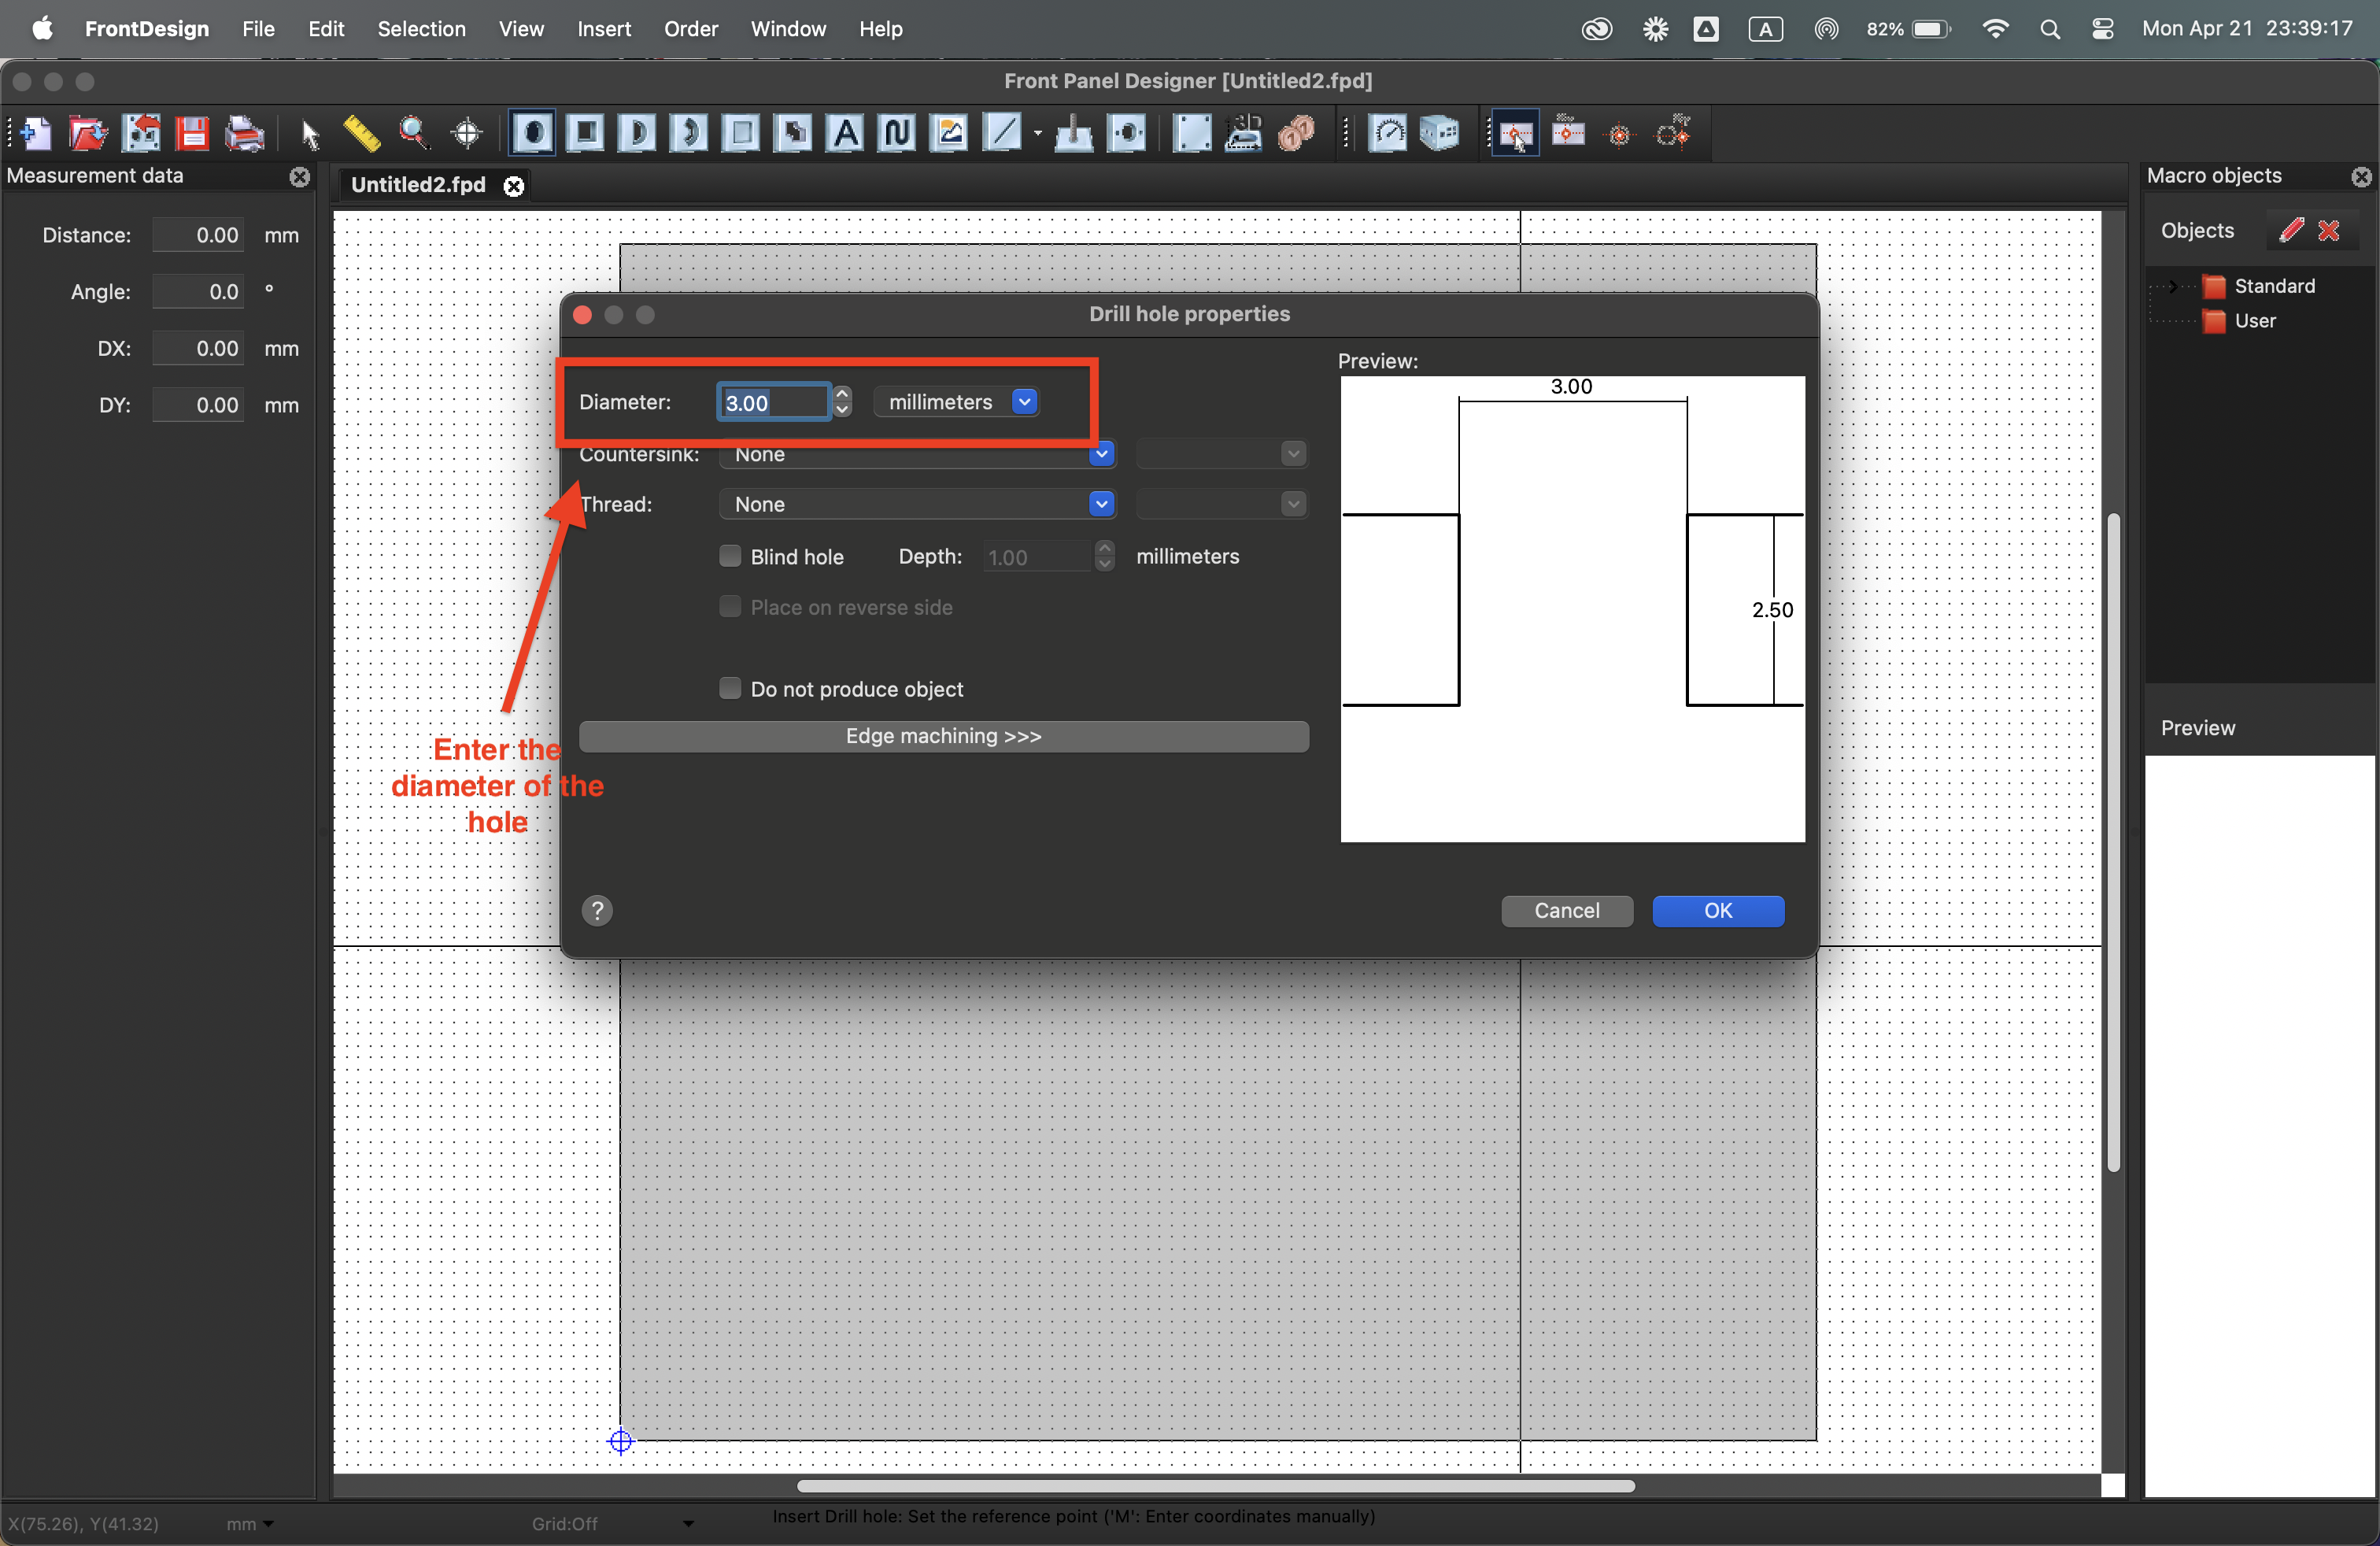 FrontDesign File Edit Selection View Insert Order Window Help A 82% Mon Apr 21 23:39:17
Front Panel Designer [Untitled2.fpd]
Measurement data
Untitled2.fpd
Macro objects
Distance: 0.00 mm
Angle: 0.0 °
DX: 0.00 mm
DY: 0.00 mm
Objects
Standard
User
Preview
Drill hole properties
Diameter: 3.00 millimeters
Countersink: None
Thread: None
Blind hole Depth: 1.00 millimeters
Place on reverse side
Do not produce object
Edge machining >>>
Preview:
3.00
2.50
? Cancel OK
Enter the
diameter of the
hole
X(75.26), Y(41.32) mm Grid:Off Insert Drill hole: Set the reference point ('M': Enter coordinates manually)